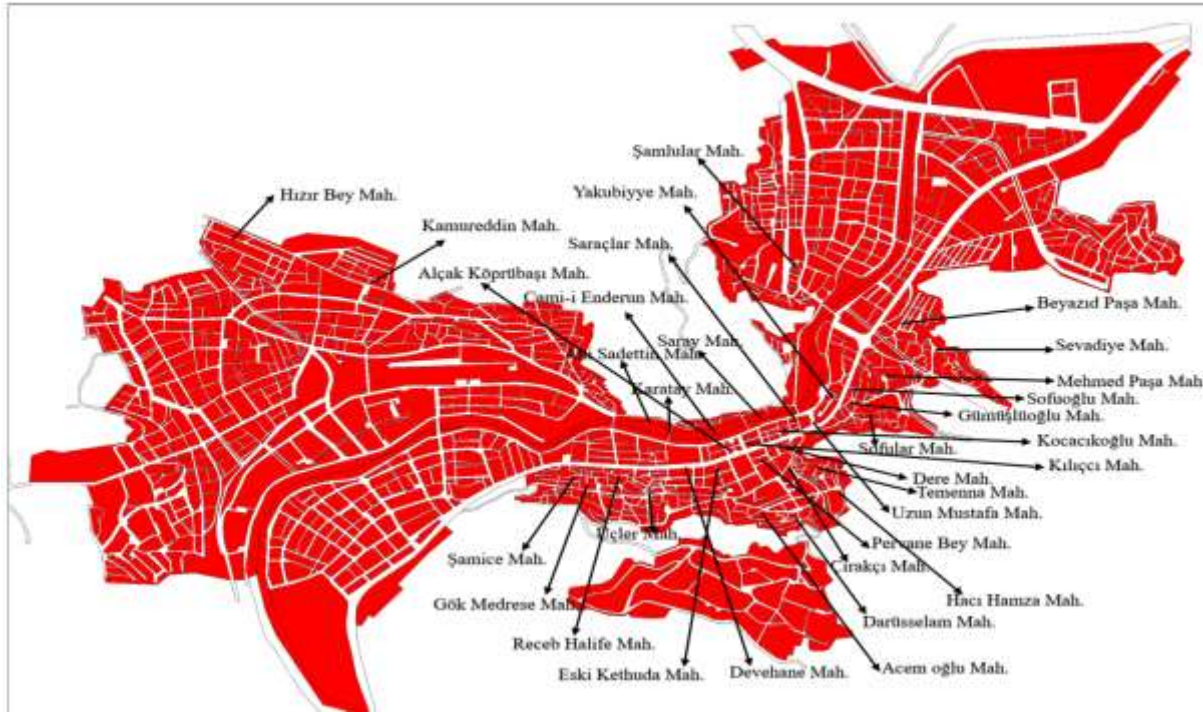 Şamlular Mah.
Yakubiyye Mah.
Hızır Bey Mah.
Kamureddin Mah.
Saraçlar Mah.
Alçak Köprübaşı Mah.
Cami-i Enderun Mah.
Beyazıd Paşa Mah.
Saray Mah.
Sevadiye Mah.
Sadettin Mah.
Mehmed Paşa Mah.
Karatay Mah.
Sofuoğlu Mah.
Gümüşlüoğlu Mah.
Kocacıkoğlu Mah.
Sofular Mah.
Kılıçcı Mah.
Dere Mah.
Temenna Mah.
Uzun Mustafa Mah.
Üçler Mah.
Pervane Bey Mah.
Şamice Mah.
Çırakçı Mah.
Hacı Hamza Mah.
Gök Medrese Mah.
Darüsselam Mah.
Receb Halife Mah.
Acem oğlu Mah.
Eski Kethuda Mah.
Devehane Mah.